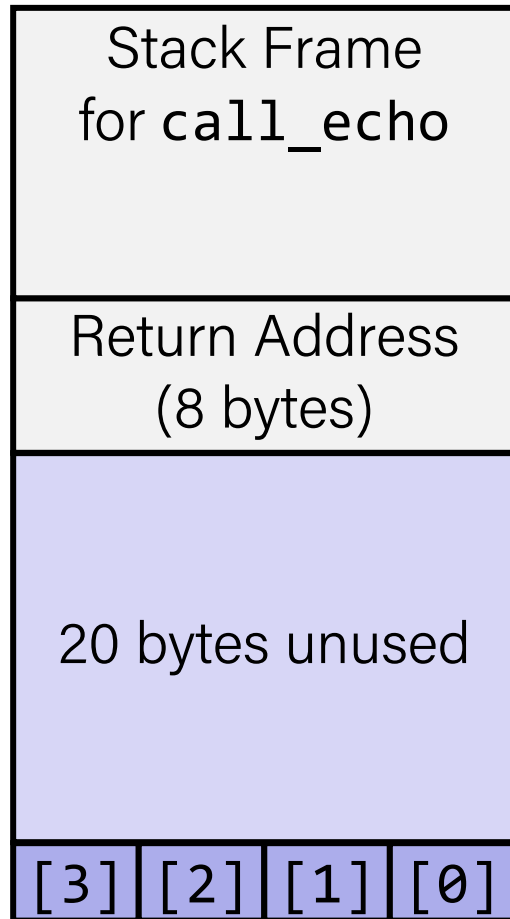 Stack Frame
for call_echo
Return Address
(8 bytes)
20 bytes unused
[3] [2] [1] [0]